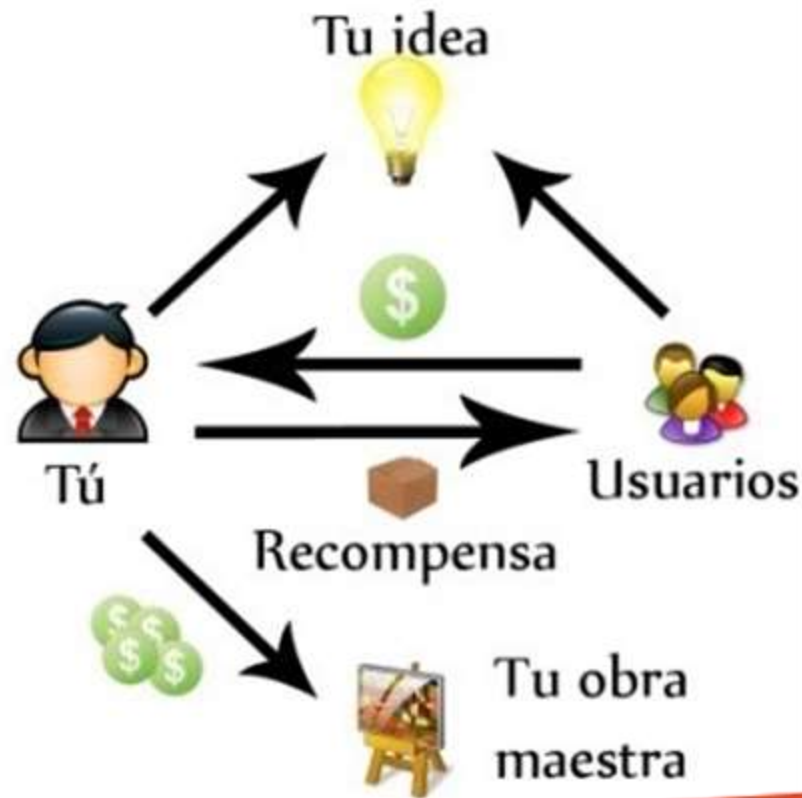 Tu idea
$
Tú
Usuarios
Recompensa
$ $ $ $
Tu obra
maestra